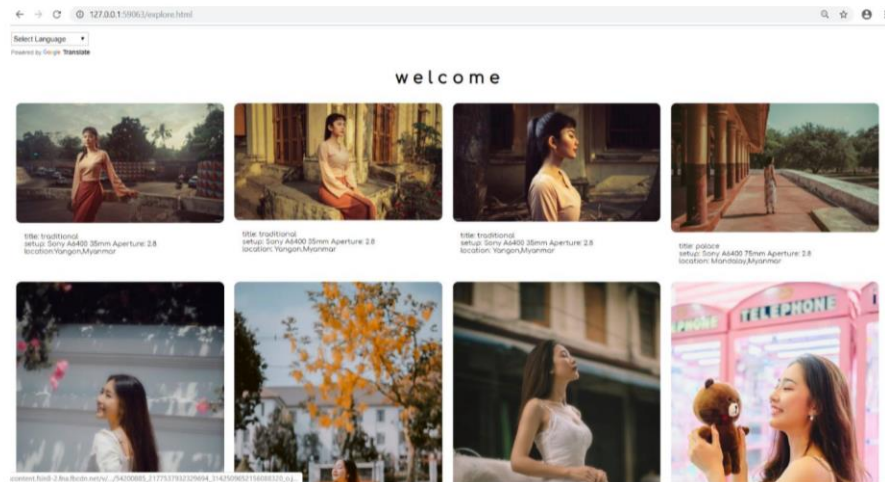 127.0.0.1:59063/explore.html
Select Language
Powered by Google Translate
welcome
title: traditional
setup: Sony A6400 35mm Aperture: 2.8
location:Yangon,Myanmar
title: traditional
setup: Sony A6400 35mm Aperture: 2.8
location: Yangon,Myanmar
title: traditional
setup: Sony A6400 35mm Aperture: 2.8
location: Yangon,Myanmar
title: palace
setup: Sony A6400 75mm Aperture: 2.8
location: Mandalay,Myanmar
TELEPHONE